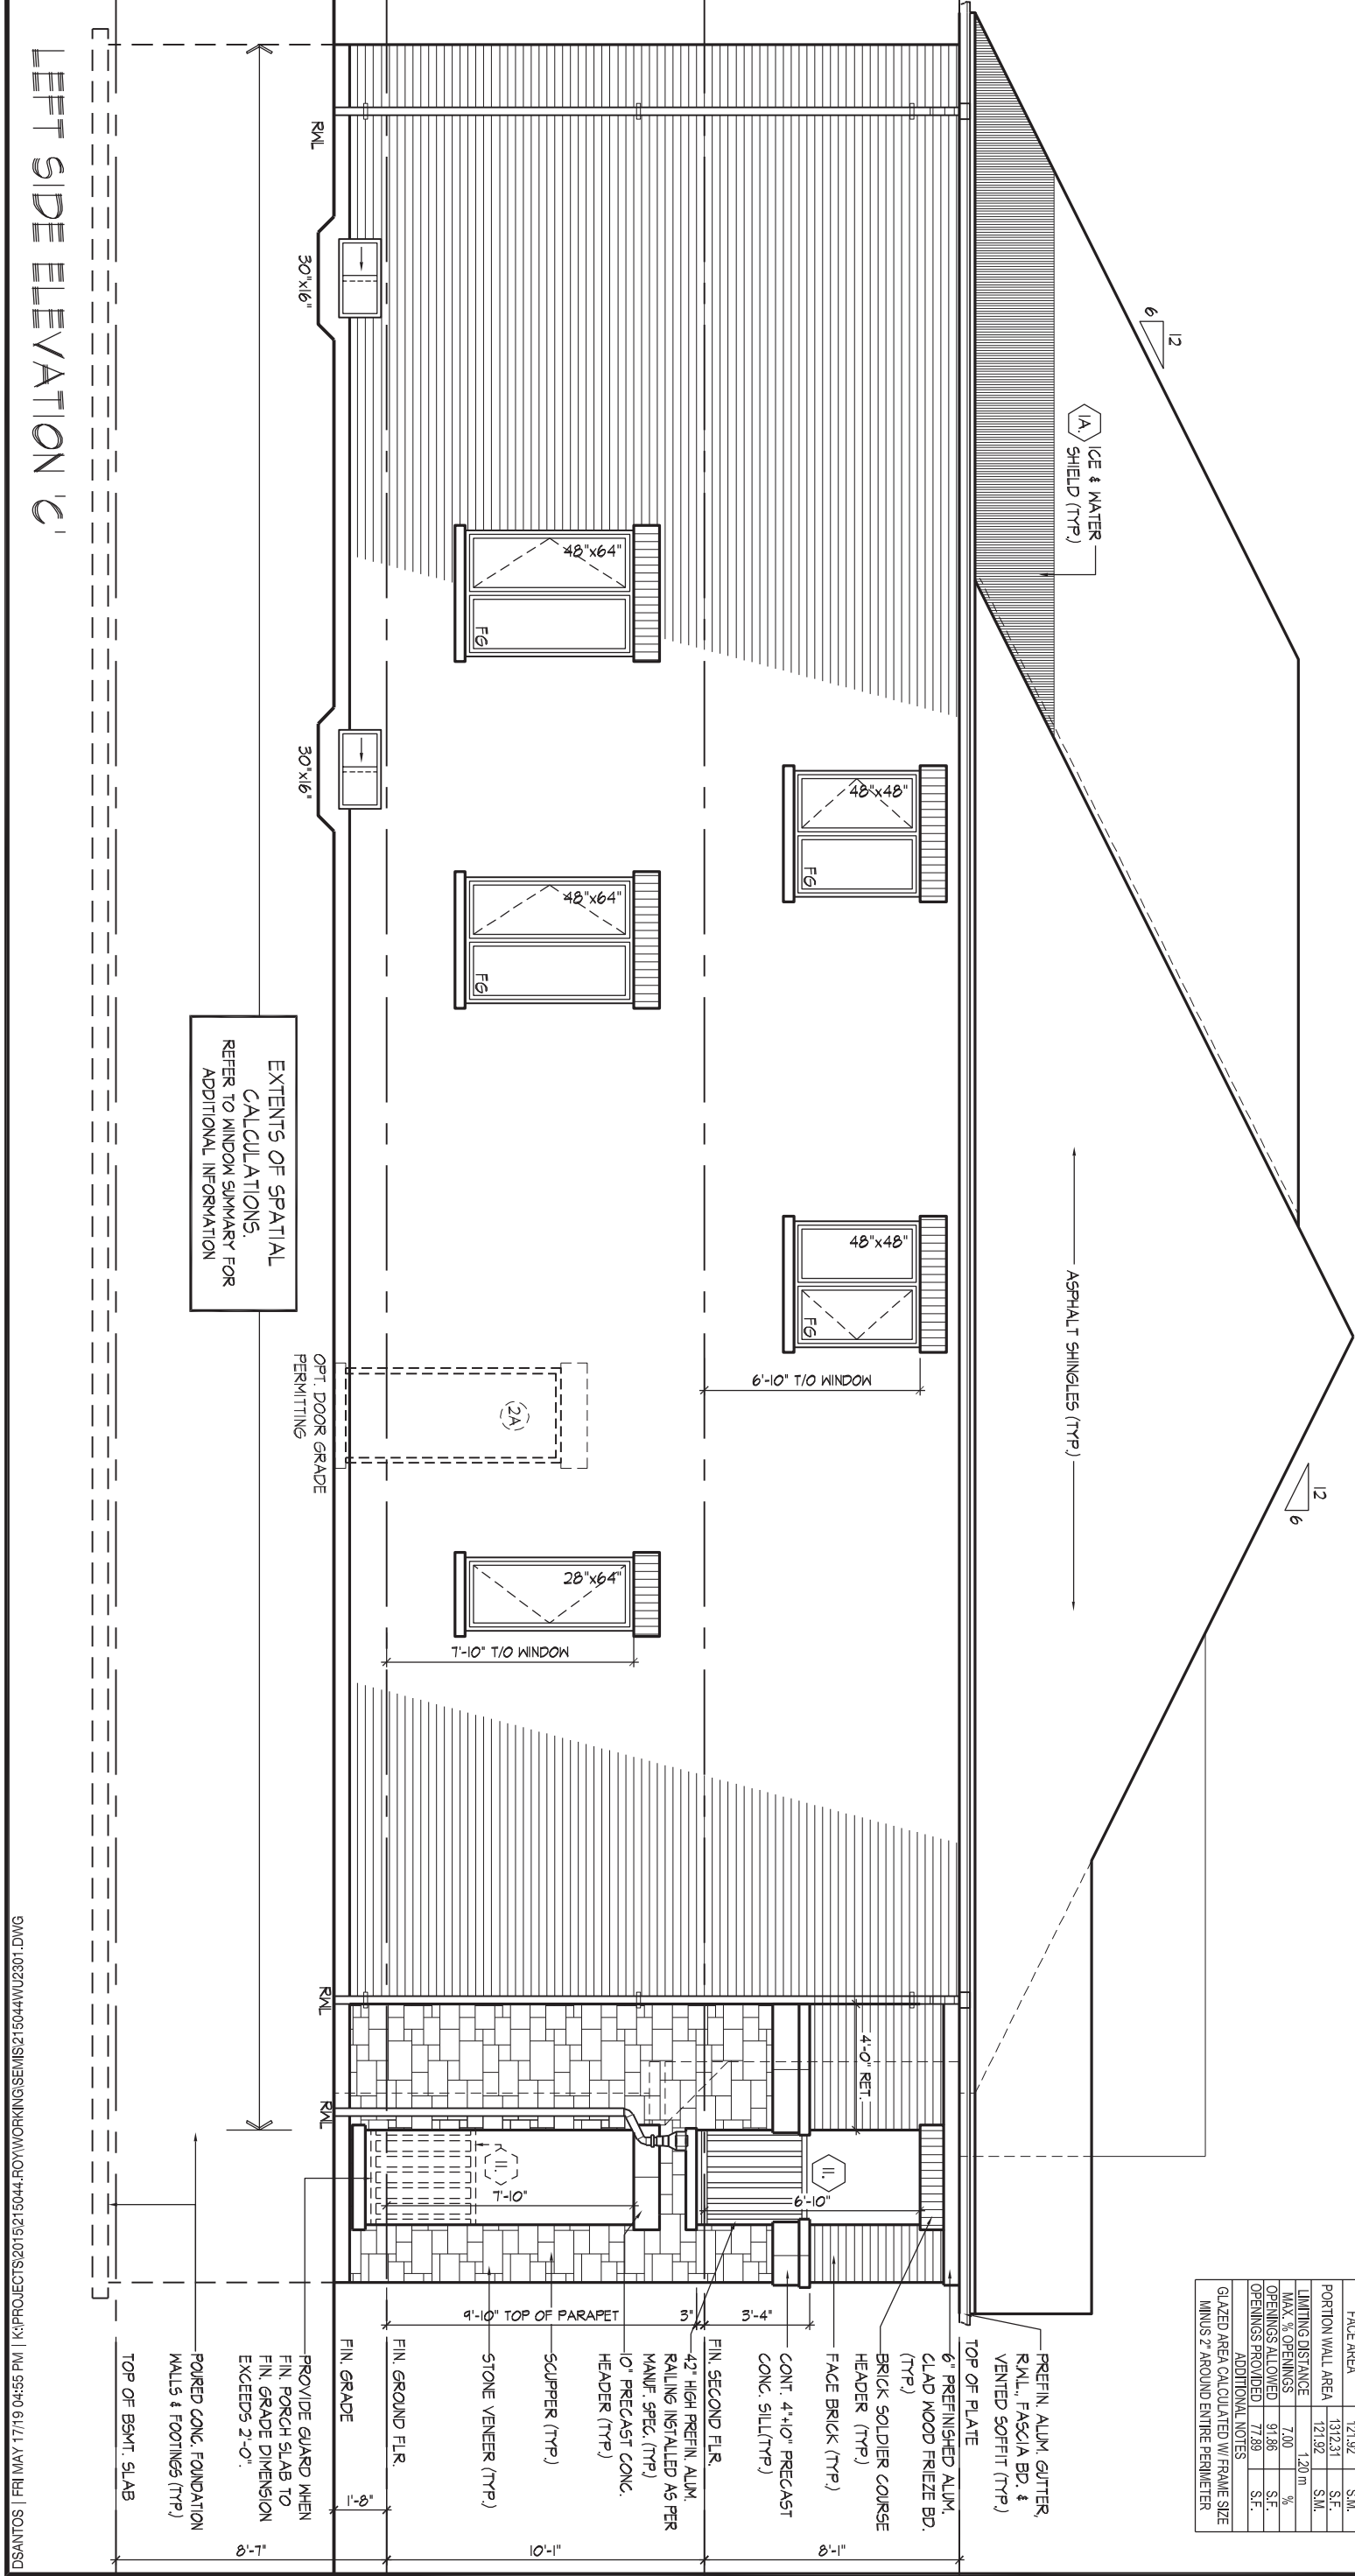 FACE AREA 121.92 S.M.
PORTION WALL AREA 1312.31 S.F.
121.92 S.M.
LIMITING DISTANCE 1.20 m
MAX. % OPENINGS 7.00 %
OPENINGS ALLOWED 91.86 S.F.
OPENINGS PROVIDED 77.89 S.F.
ADDITIONAL NOTES
GLAZED AREA CALCULATED W/ FRAME SIZE
MINUS 2" AROUND ENTIRE PERIMETER
12
6
12
6
1A.
ICE & WATER
SHIELD (TYP.)
ASPHALT SHINGLES (TYP.)
PREFIN. ALUM. GUTTER,
R.W.L., FASCIA BD. &
VENTED SOFFIT (TYP.)
TOP OF PLATE
6" PREFINISHED ALUM.
CLAD WOOD FRIEZE BD.
(TYP.)
BRICK SOLDIER COURSE
HEADER (TYP.)
FACE BRICK (TYP.)
CONT. 4"+10" PRECAST
CONC. SILL(TYP.)
FIN. SECOND FLR.
42" HIGH PREFIN. ALUM.
RAILING INSTALLED AS PER
MANUF. SPEC. (TYP.)
10" PRECAST CONC.
HEADER (TYP.)
SCUPPER (TYP.)
STONE VENEER (TYP.)
FIN. GROUND FLR.
FIN. GRADE
PROVIDE GUARD WHEN
FIN. PORCH SLAB TO
FIN. GRADE DIMENSION
EXCEEDS 2'-0".
POURED CONC. FOUNDATION
WALLS & FOOTINGS (TYP.)
TOP OF BSMT. SLAB
8'-1"
10'-1"
1'-8"
8'-7"
3'-4"
3"
9'-10" TOP OF PARAPET
4'-0" RET.
11.
6'-10"
11.
7'-10"
48"x48"
FG
48"x48"
FG
6'-10" T/O WINDOW
48"x64"
FG
48"x64"
FG
28"x64"
7'-10" T/O WINDOW
2A
OPT. DOOR GRADE
PERMITTING
RWL
30"x16"
30"x16"
RWL
RWL
EXTENTS OF SPATIAL
CALCULATIONS.
REFER TO WINDOW SUMMARY FOR
ADDITIONAL INFORMATION
LEFT SIDE ELEVATION 'C'
DSANTOS | FRI MAY 17/19 04:55 PM | K:\PROJECTS\2015\215044.ROY\WORKING\SEMIS\215044WU2301.DWG